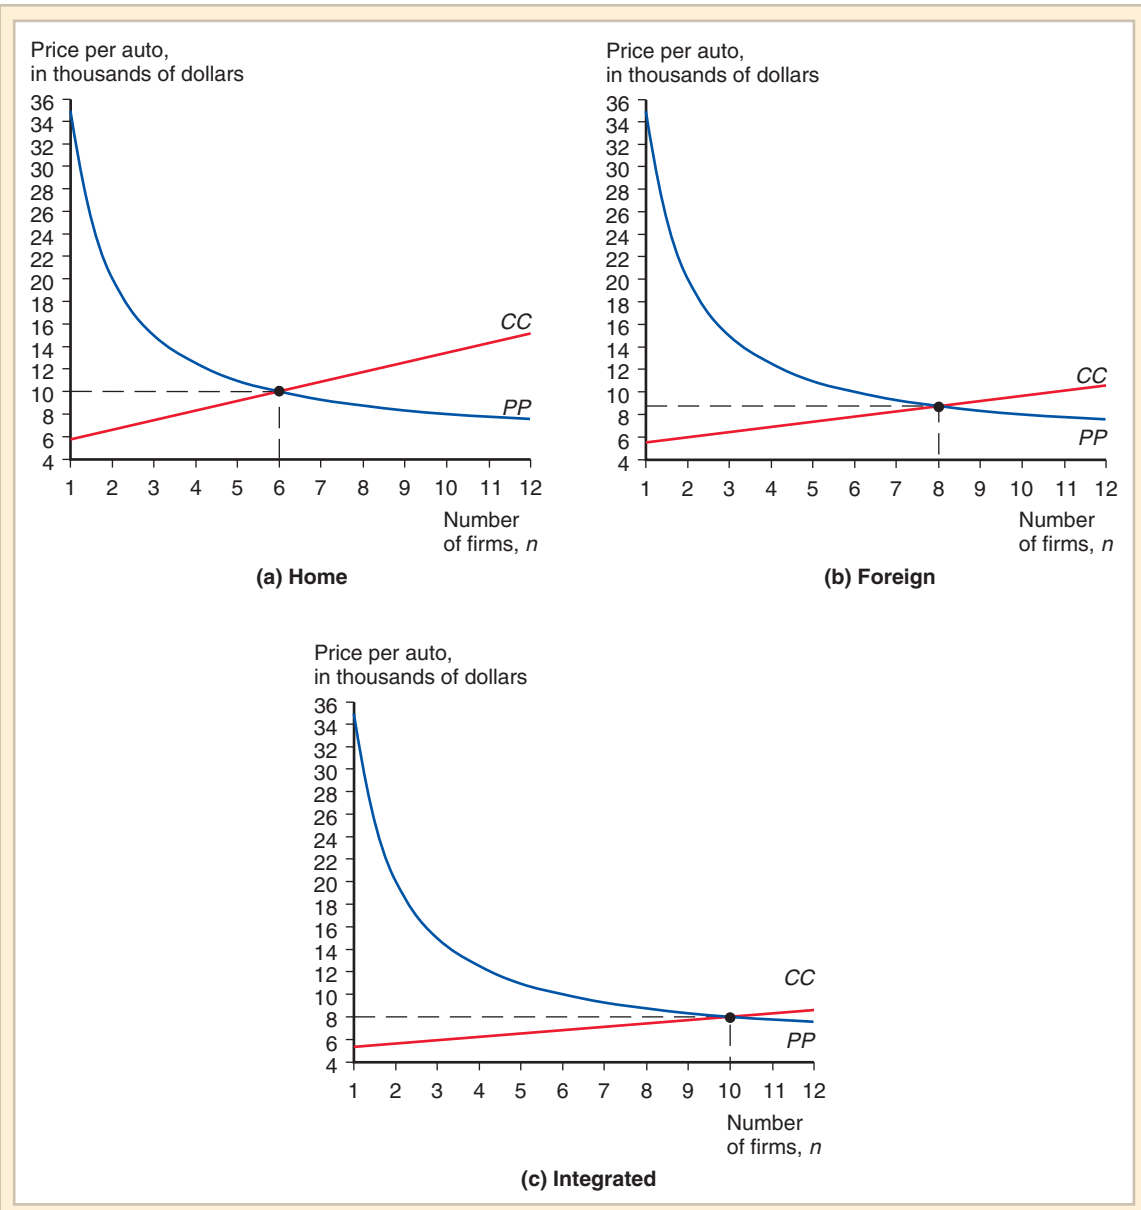 Price per auto,
in thousands of dollars
36
34
32
30
28
26
24
22
20
18
16
14
12
10
8
6
4
CC
PP
1 2 3 4 5 6 7 8 9 10 11 12
Number
of firms, n
(a) Home
Price per auto,
in thousands of dollars
36
34
32
30
28
26
24
22
20
18
16
14
12
10
8
6
4
CC
PP
1 2 3 4 5 6 7 8 9 10 11 12
Number
of firms, n
(b) Foreign
Price per auto,
in thousands of dollars
36
34
32
30
28
26
24
22
20
18
16
14
12
10
8
6
4
CC
PP
1 2 3 4 5 6 7 8 9 10 11 12
Number
of firms, n
(c) Integrated